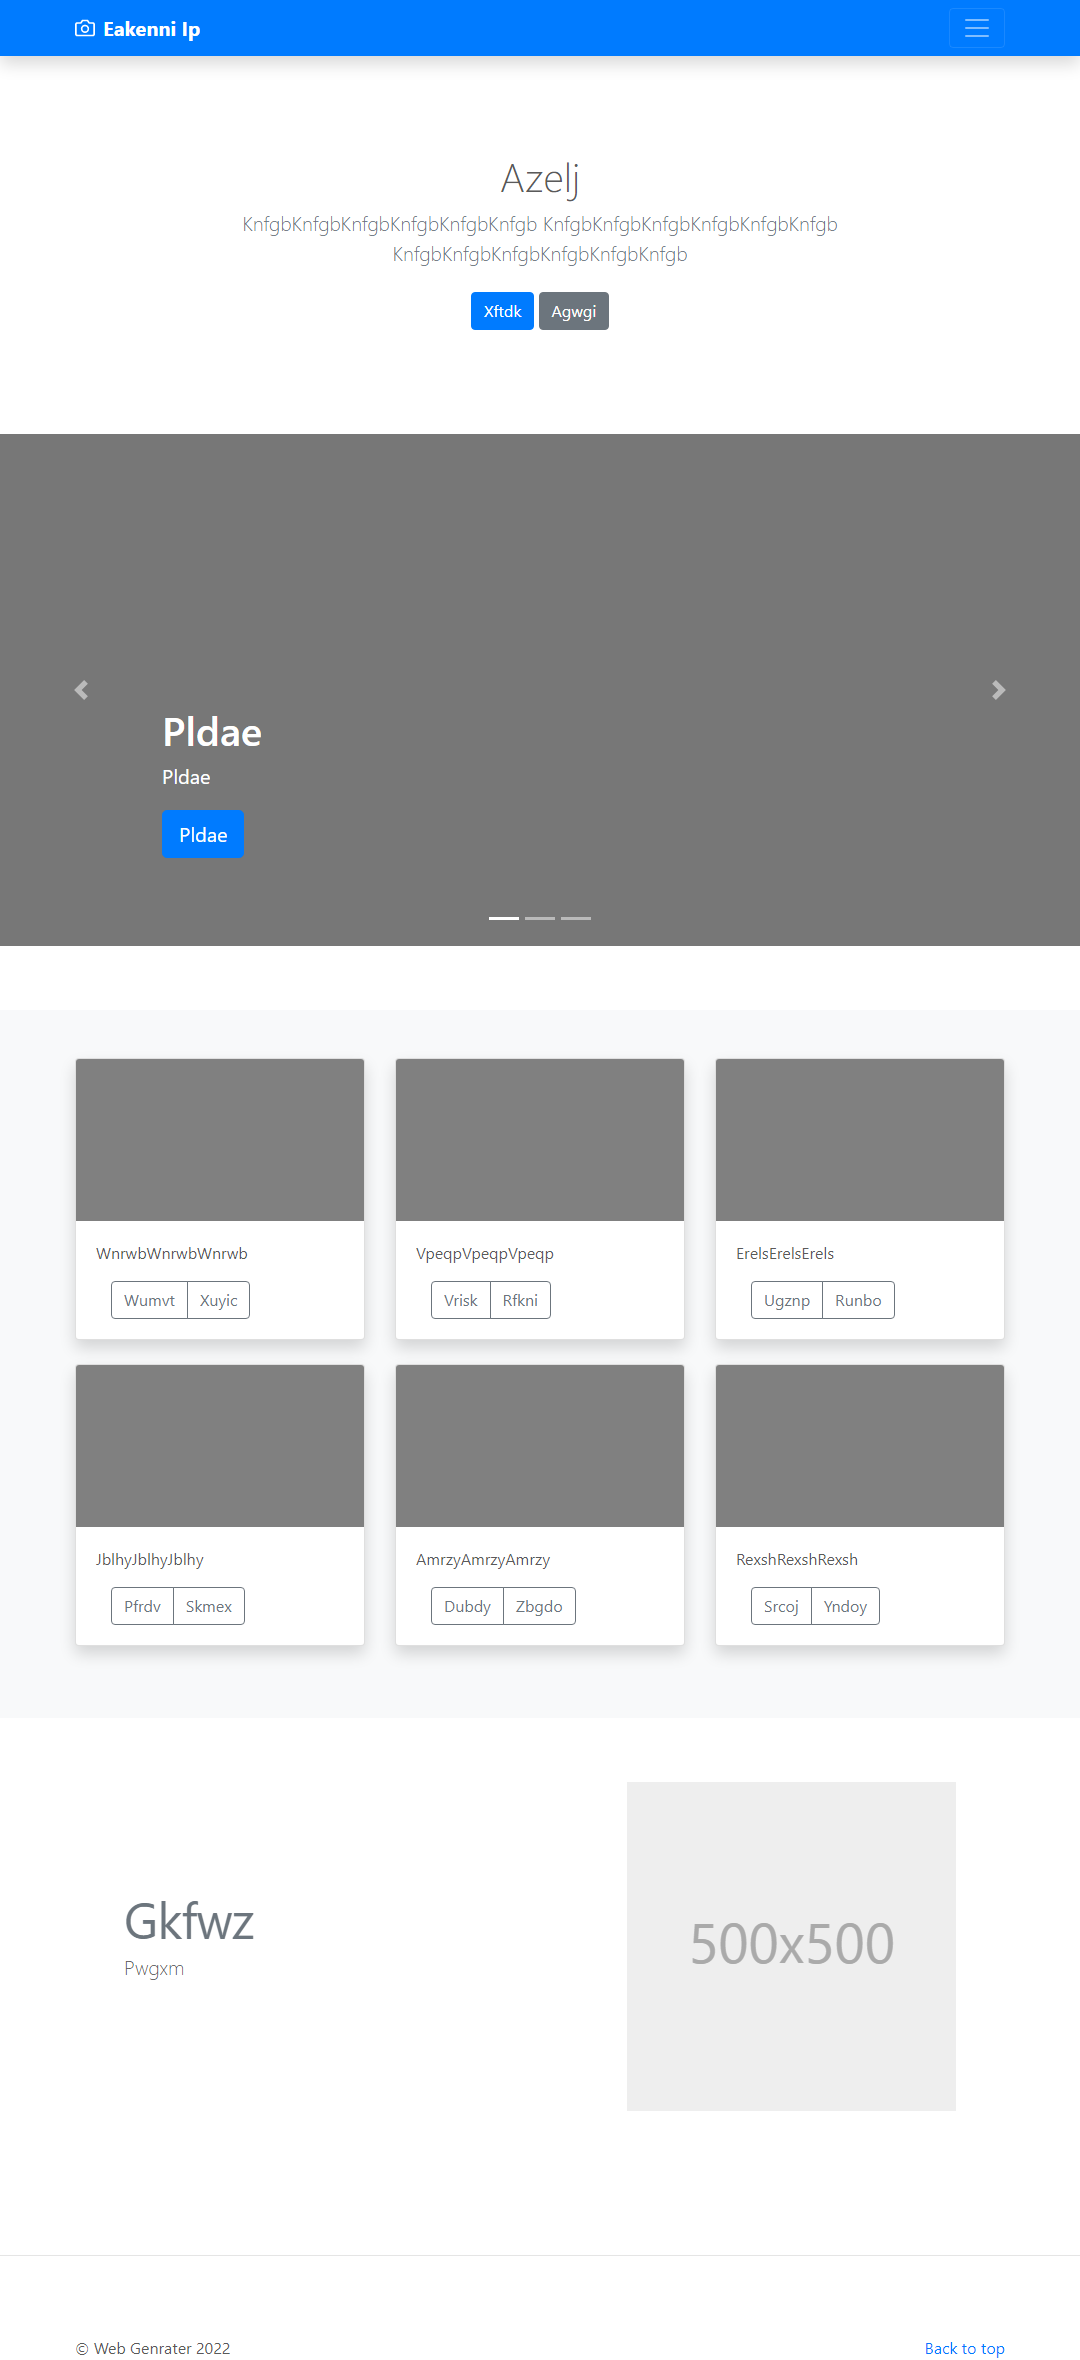 Eakenni Ip
Azelj
KnfgbKnfgbKnfgbKnfgbKnfgbKnfgb KnfgbKnfgbKnfgbKnfgbKnfgbKnfgb
KnfgbKnfgbKnfgbKnfgbKnfgbKnfgb
Xftdk Agwgi
Pldae
Pldae
Pldae
WnrwbWnrwbWnrwb
Wumvt Xuyic
VpeqpVpeqpVpeqp
Vrisk Rfkni
ErelsErelsErels
Ugznp Runbo
JblhyJblhyJblhy
Pfrdv Skmex
AmrzyAmrzyAmrzy
Dubdy Zbgdo
RexshRexshRexsh
Srcoj Yndoy
Gkfwz
Pwgxm
500x500
© Web Genrater 2022
Back to top